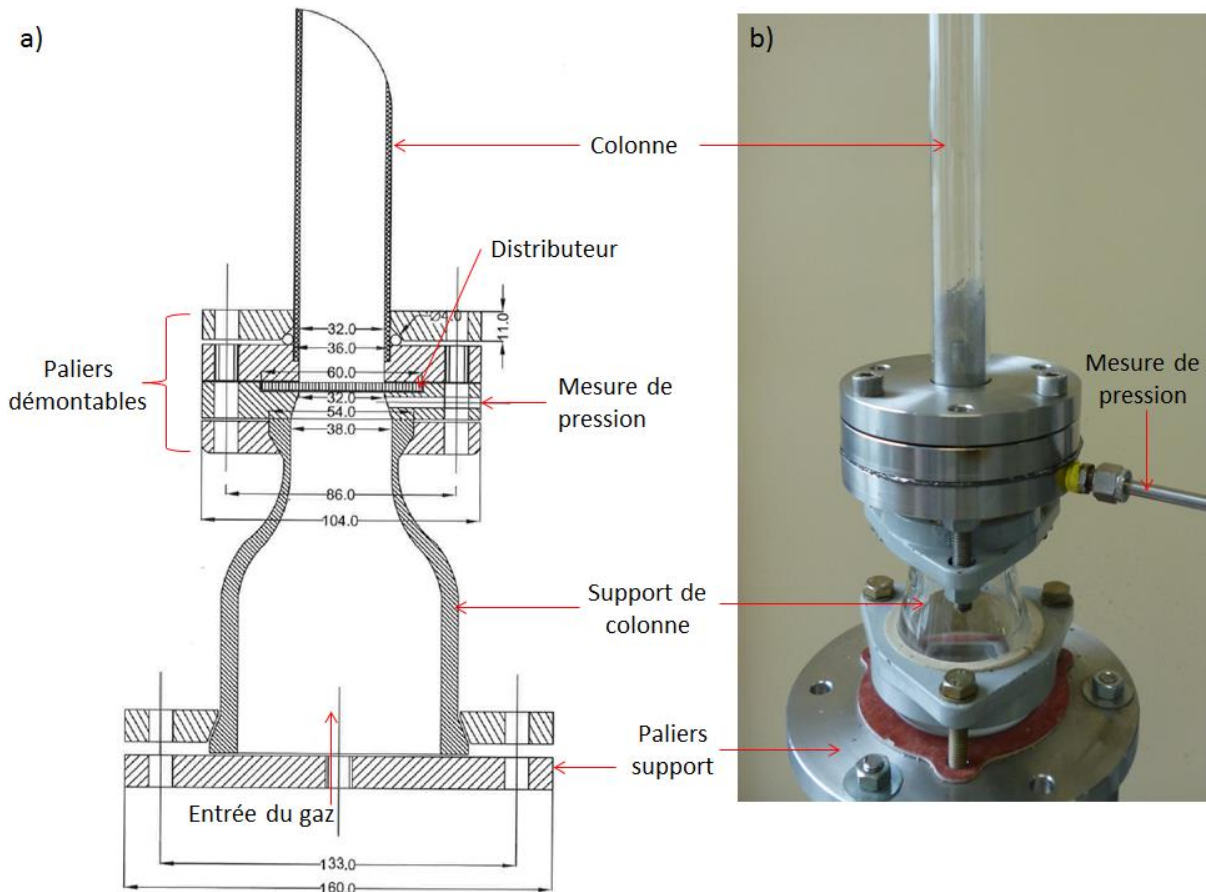 a)
b)
Colonne
Distributeur
32.0
11.0
36.0
Paliers
démontables
60.0
Mesure de
pression
Mesure de
pression
32.0
54.0
38.0
86.0
104.0
Support de
colonne
Paliers
support
Entrée du gaz
133.0
160.0